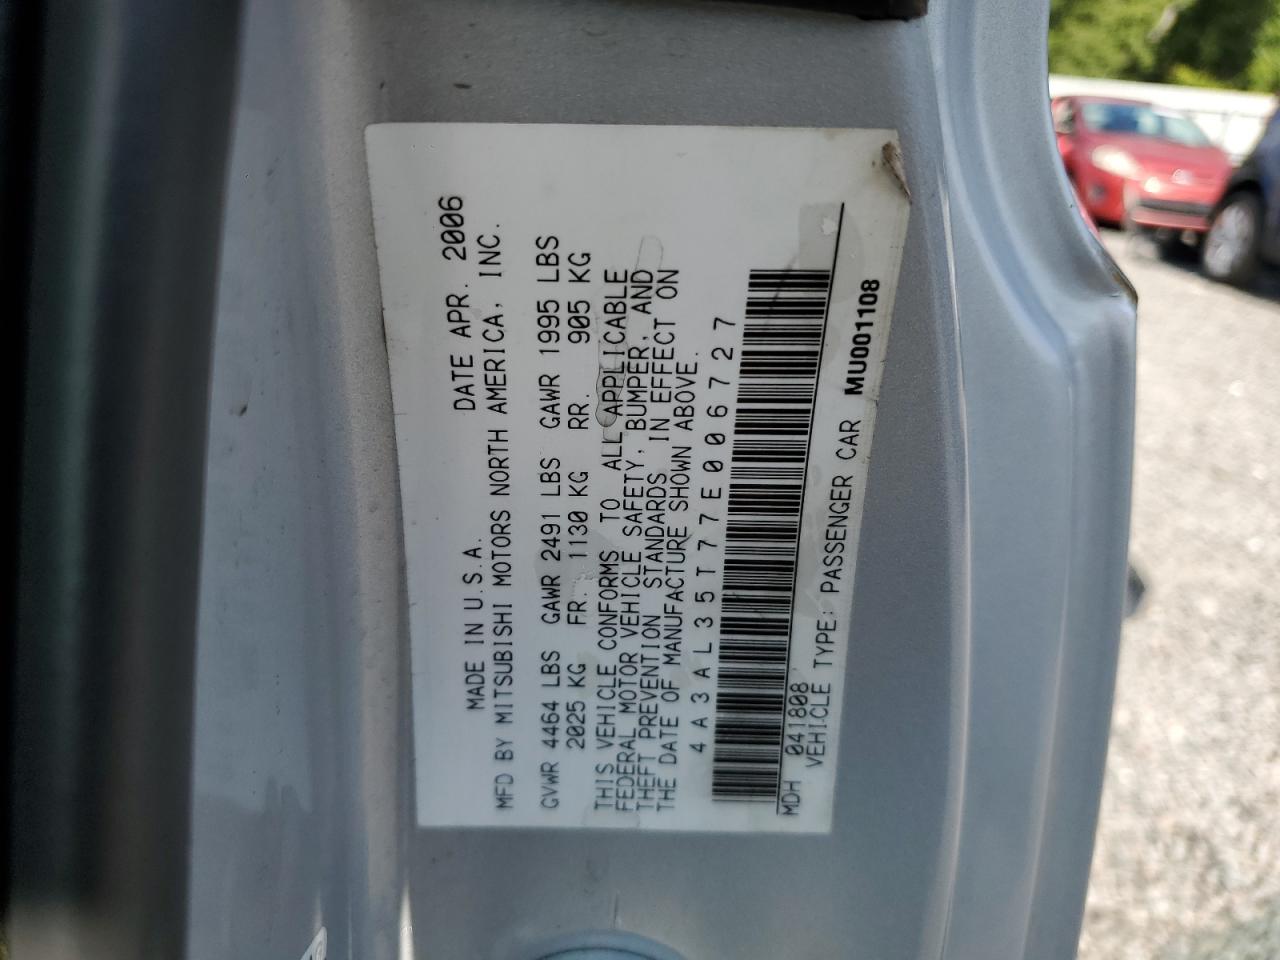 MADE IN U.S.A. DATE APR. 2006
MFD BY MITSUBISHI MOTORS NORTH AMERICA, INC.
GVWR 4464 LBS GAWR 2491 LBS GAWR 1995 LBS
2025 KG FR. 1130 KG RR. 905 KG
THIS VEHICLE CONFORMS TO ALL APPLICABLE
FEDERAL MOTOR VEHICLE SAFETY, BUMPER, AND
THEFT PREVENTION STANDARDS IN EFFECT ON
THE DATE OF MANUFACTURE SHOWN ABOVE.
4A3AL35T77E006727
MDH 041808
VEHICLE TYPE: PASSENGER CAR MU001108